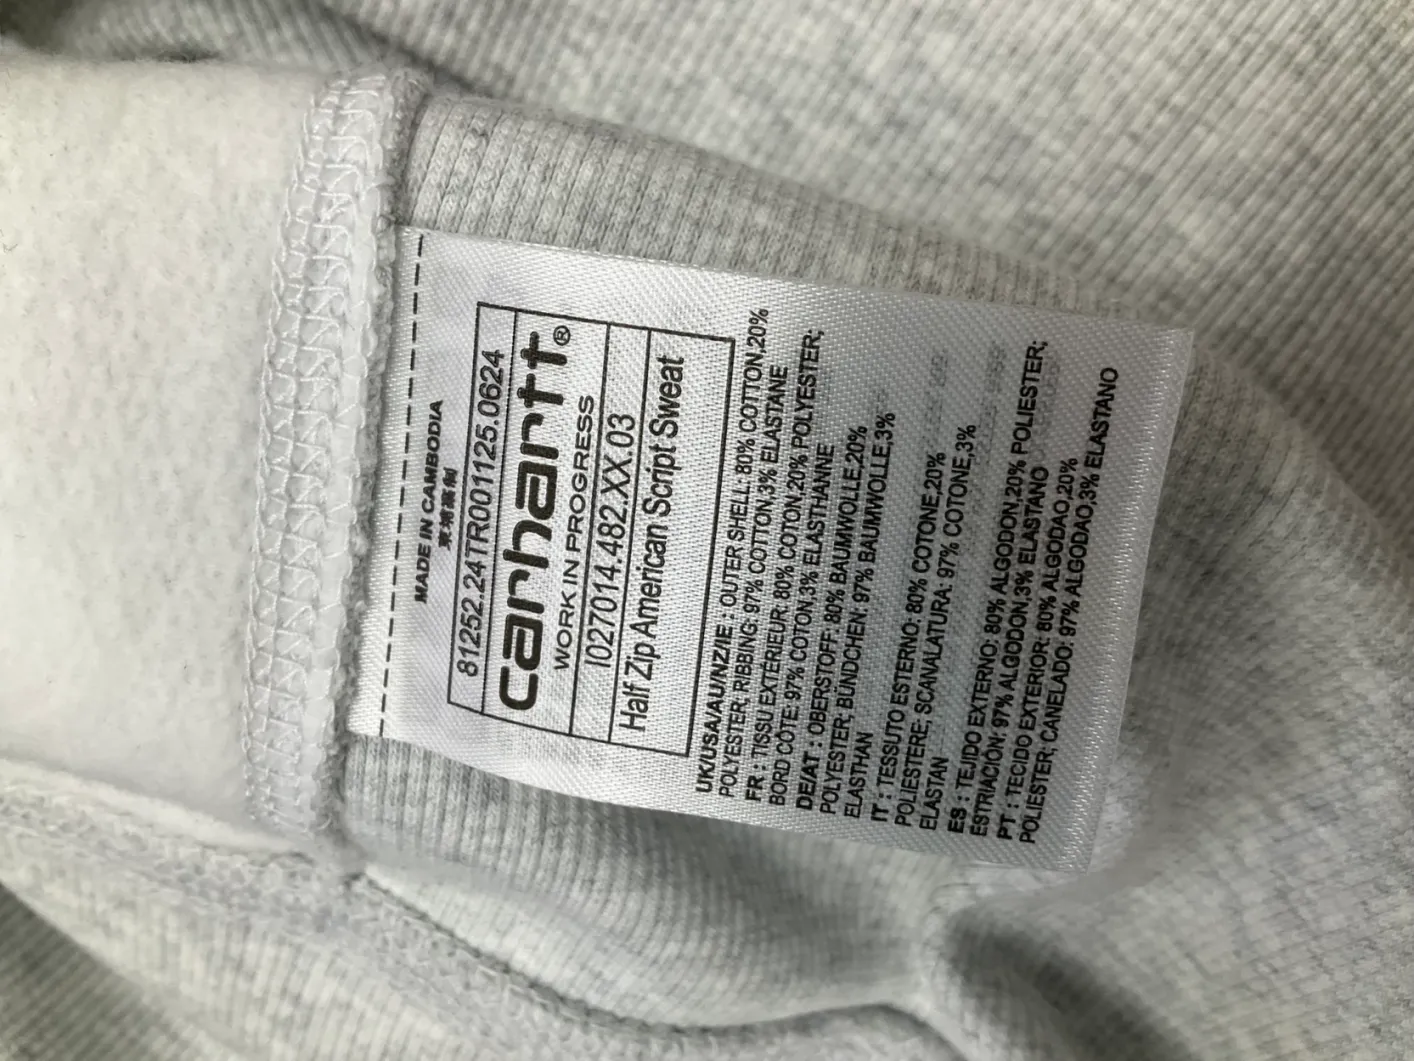 MADE IN CAMBODIA
柬埔寨製
81252.24TR001125.0624
carhartt®
WORK IN PROGRESS
I027014.482.XX.03
Half Zip American Script Sweat
UK/USA/AU/NZ/IE : OUTER SHELL: 80% COTTON,20%
POLYESTER; RIBBING: 97% COTTON,3% ELASTANE
FR : TISSU EXTÉRIEUR: 80% COTON,20% POLYESTER;
BORD CÔTE: 97% COTON,3% ELASTHANNE
DE/AT : OBERSTOFF: 80% BAUMWOLLE,20%
POLYESTER; BÜNDCHEN: 97% BAUMWOLLE,3%
ELASTHAN
IT : TESSUTO ESTERNO: 80% COTONE,20%
POLIESTERE; SCANALATURA: 97% COTONE,3%
ELASTAN
ES : TEJIDO EXTERNO: 80% ALGODON,20% POLIESTER;
ESTRIACIÓN: 97% ALGODON,3% ELASTANO
PT : TECIDO EXTERIOR: 80% ALGODAO,20%
POLIESTER; CANELADO: 97% ALGODAO,3% ELASTANO